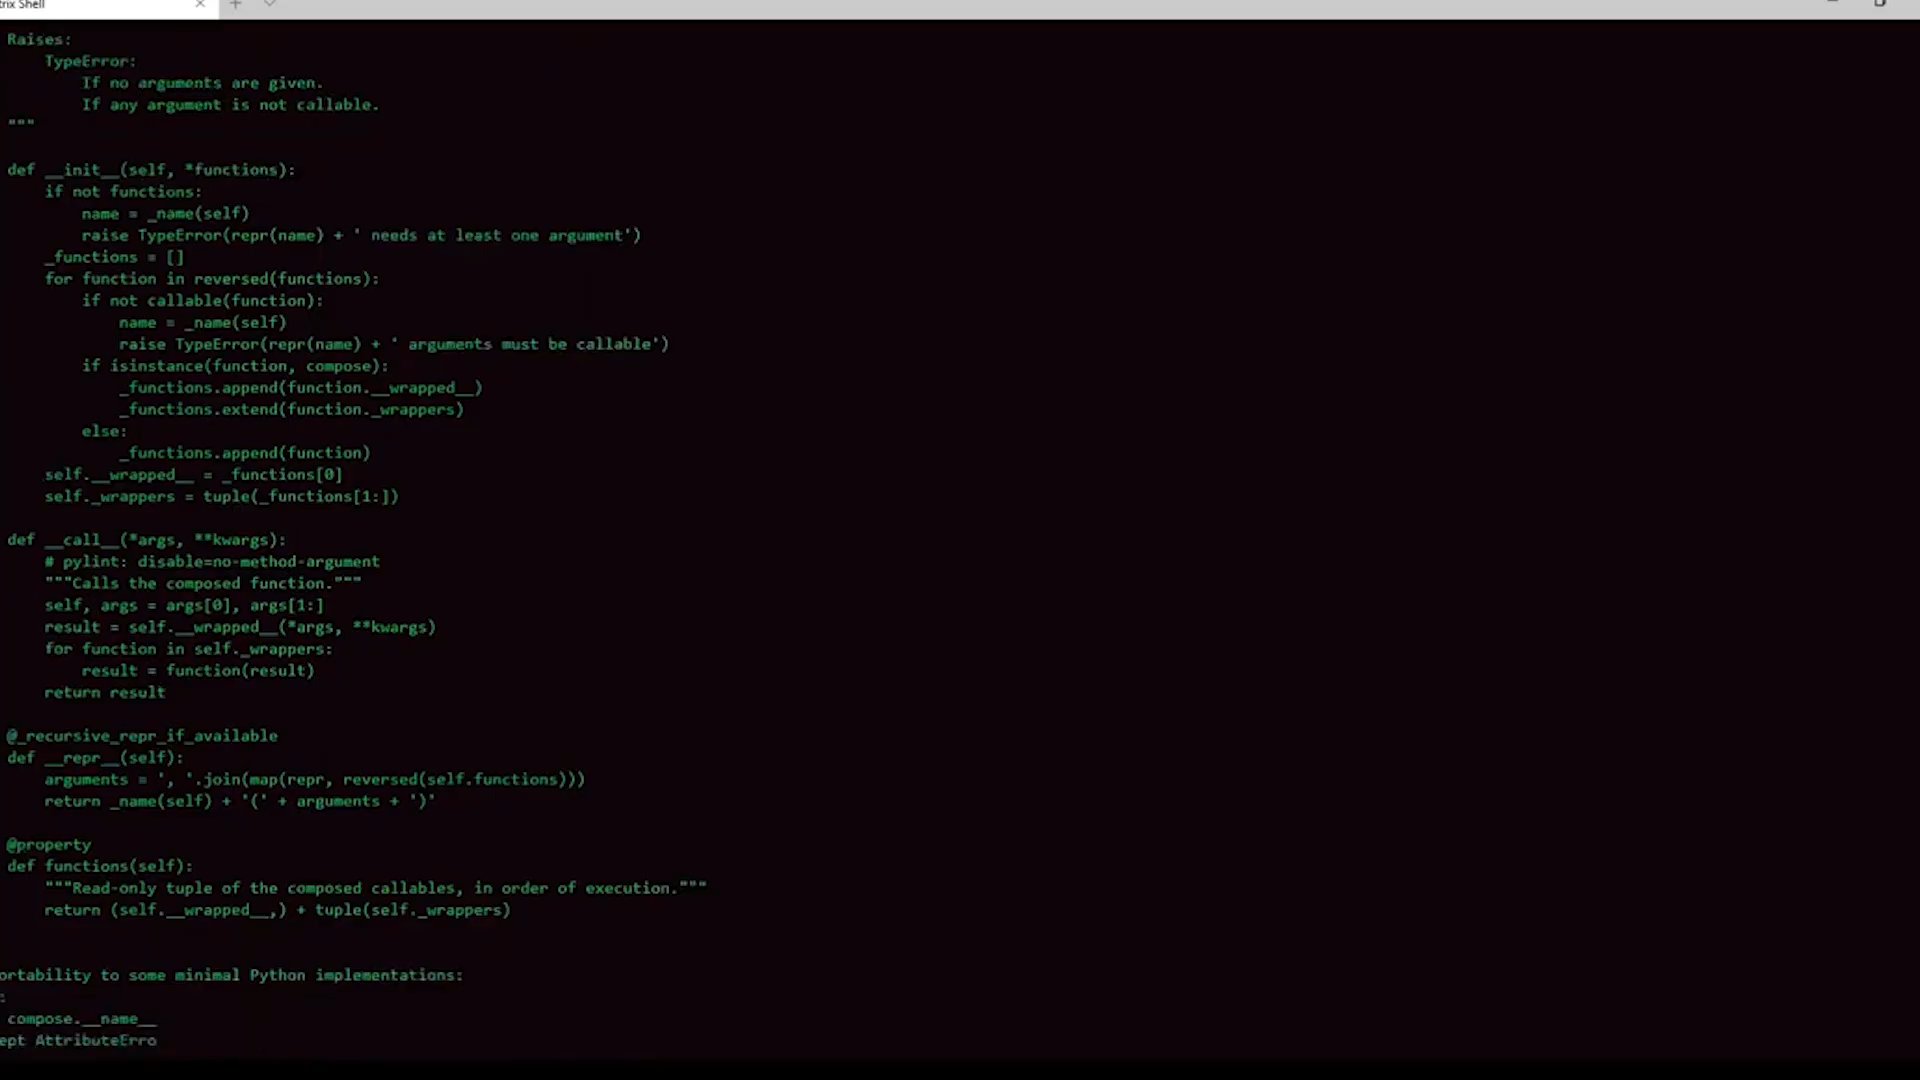 trix Shell
Raises:
TypeError:
If no arguments are given.
If any argument is not callable.
"""
def __init__(self, *functions):
if not functions:
name = _name(self)
raise TypeError(repr(name) + ' needs at least one argument')
_functions = []
for function in reversed(functions):
if not callable(function):
name = _name(self)
raise TypeError(repr(name) + ' arguments must be callable')
if isinstance(function, compose):
_functions.append(function.__wrapped__)
_functions.extend(function._wrappers)
else:
_functions.append(function)
self.__wrapped__ = _functions[0]
self._wrappers = tuple(_functions[1:])
def __call__(*args, **kwargs):
# pylint: disable=no-method-argument
"""Calls the composed function."""
self, args = args[0], args[1:]
result = self.__wrapped__(*args, **kwargs)
for function in self._wrappers:
result = function(result)
return result
@_recursive_repr_if_available
def __repr__(self):
arguments = ', '.join(map(repr, reversed(self.functions)))
return _name(self) + '(' + arguments + ')'
@property
def functions(self):
"""Read-only tuple of the composed callables, in order of execution."""
return (self.__wrapped__,) + tuple(self._wrappers)
ortability to some minimal Python implementations:
:
compose.__name__
ept AttributeErro